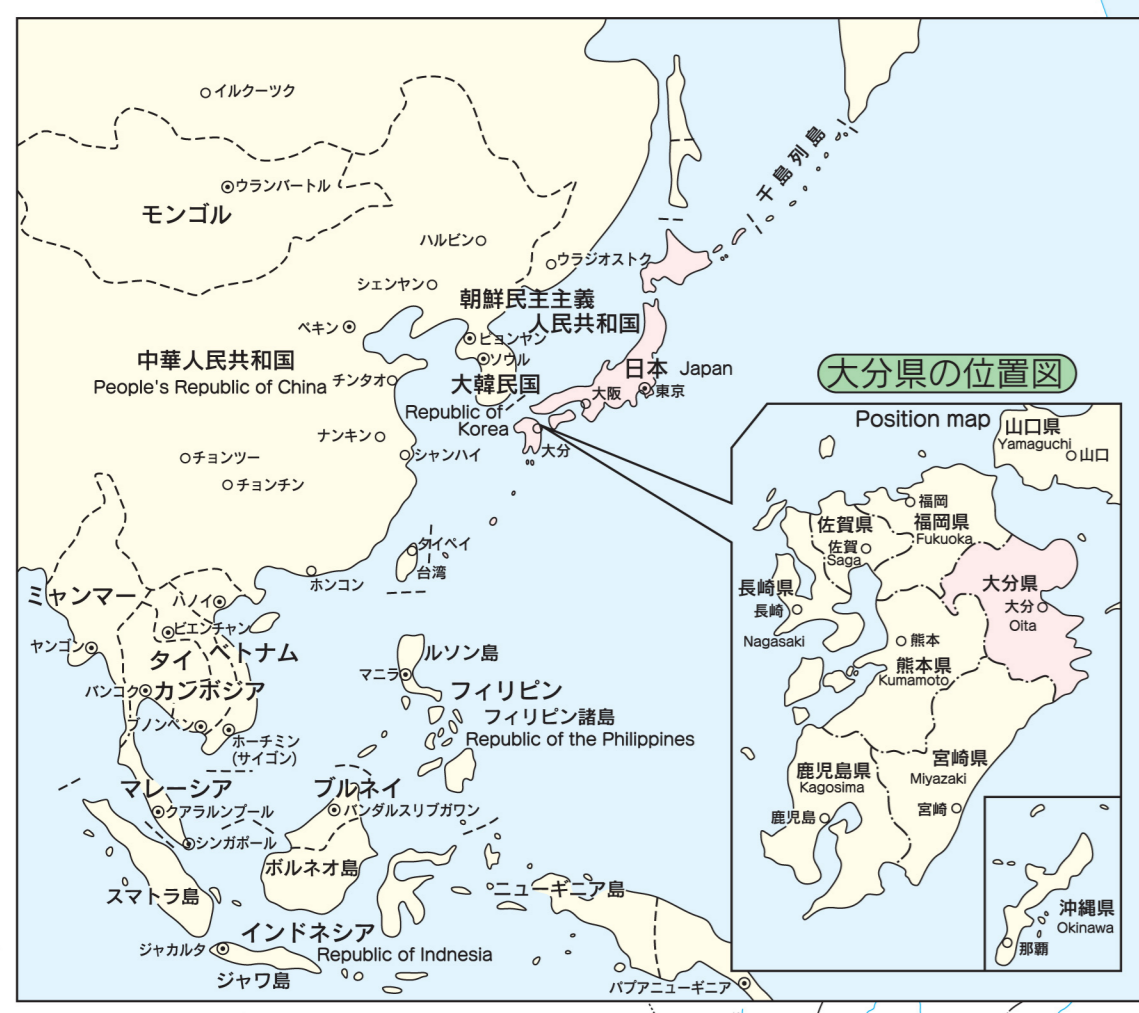 イルクーツク
千島列島
ウランバートル
モンゴル
ハルビン
ウラジオストク
シェンヤン
朝鮮民主主義
人民共和国
ペキン
ピョンヤン
ソウル
中華人民共和国
People's Republic of China
チンタオ
大韓民国
Republic of
Korea
日本 Japan
大阪
東京
大分
ナンキン
シャンハイ
チョンツー
チョンチン
タイペイ
台湾
ホンコン
ミャンマー
ハノイ
ビエンチャン
ヤンゴン
タイ
ベトナム
バンコク
カンボジア
プノンペン
ホーチミン
(サイゴン)
ルソン島
マニラ
フィリピン
フィリピン諸島
Republic of the Philippines
マレーシア
クアラルンプール
シンガポール
ブルネイ
バンダルスリブガワン
ボルネオ島
スマトラ島
ニューギニア島
インドネシア
Republic of Indnesia
ジャカルタ
ジャワ島
パプアニューギニア
大分県の位置図
Position map
山口県
Yamaguchi
山口
福岡
福岡県
Fukuoka
佐賀県
佐賀
Saga
大分県
大分
Oita
長崎県
長崎
Nagasaki
熊本
熊本県
Kumamoto
宮崎県
Miyazaki
宮崎
鹿児島県
Kagosima
鹿児島
沖縄県
Okinawa
那覇